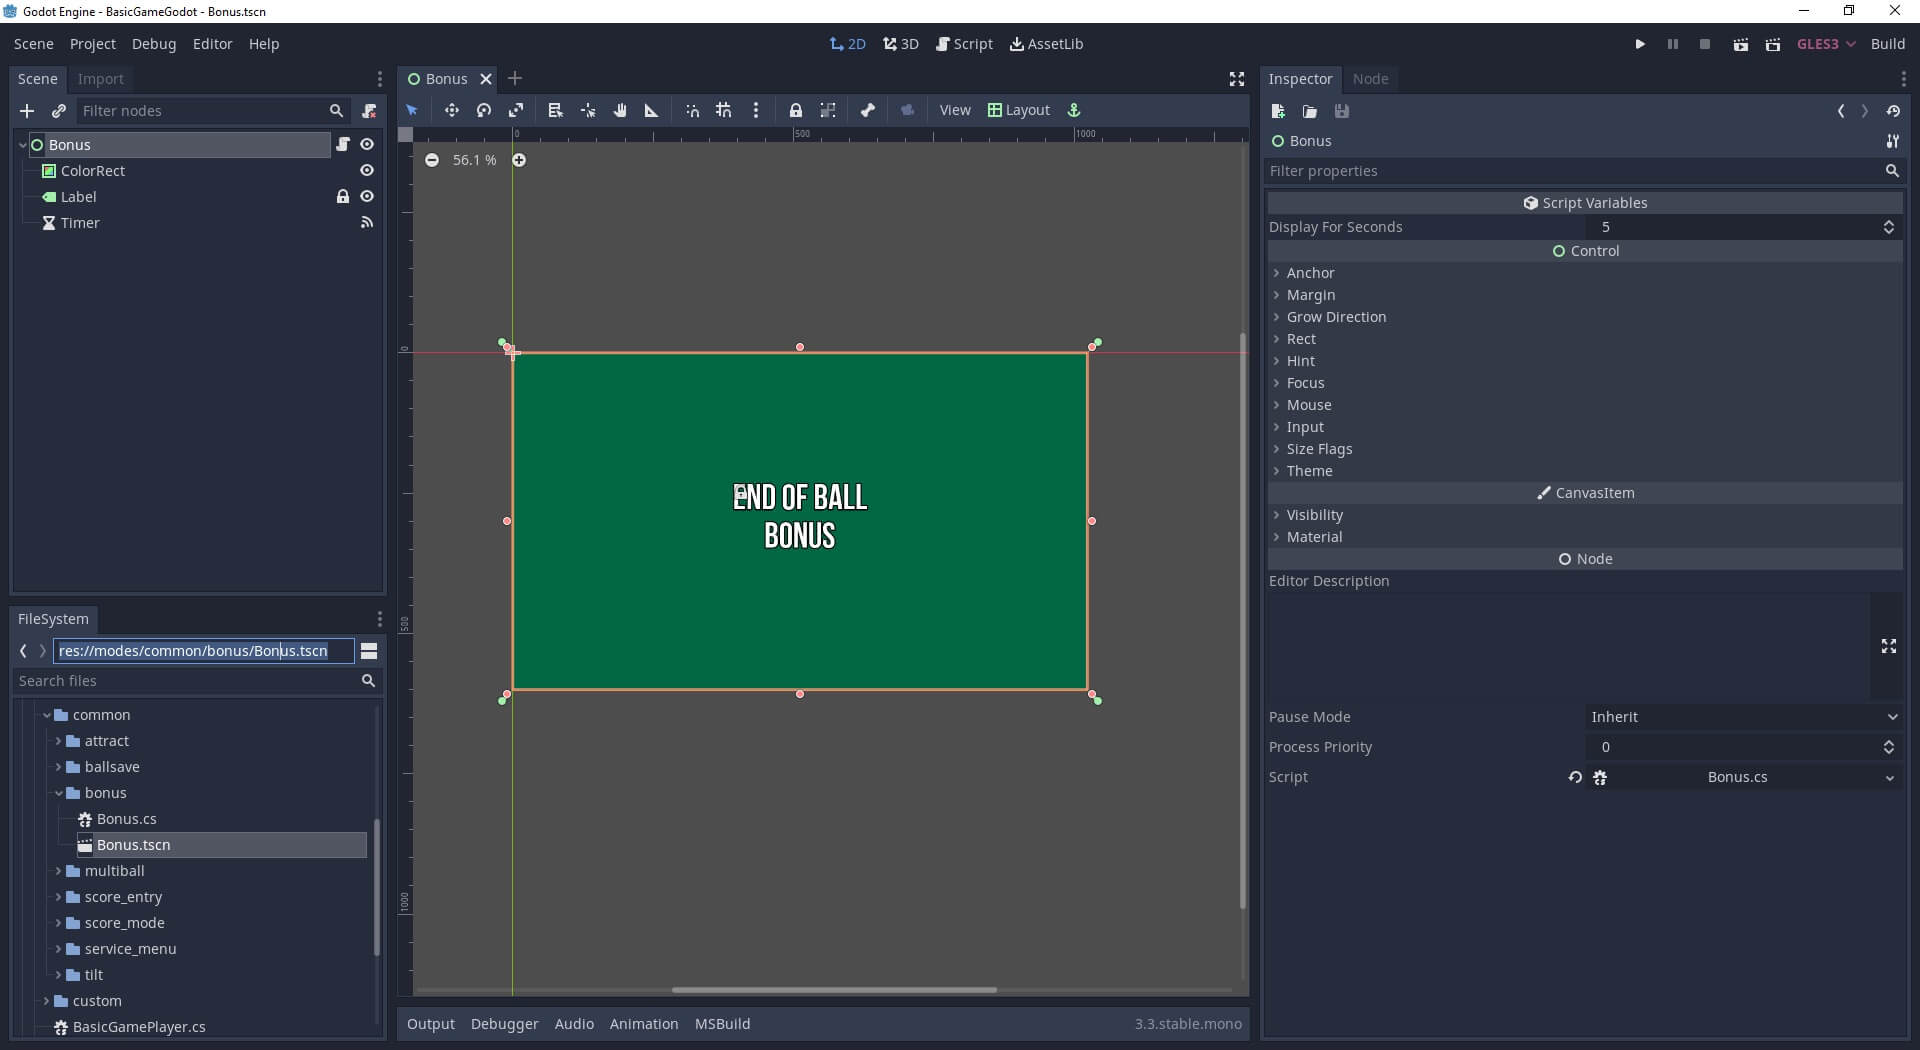 Godot Engine - BasicGameGodot - Bonus.tscn
Scene Project Debug Editor Help
2D 3D Script AssetLib
GLES3 Build
Scene Import
Filter nodes
Bonus
ColorRect
Label
Timer
FileSystem
res://modes/common/bonus/Bonus.tscn
Search files
common
attract
ballsave
bonus
Bonus.cs
Bonus.tscn
multiball
score_entry
score_mode
service_menu
tilt
custom
BasicGamePlayer.cs
Bonus
View Layout
0 500 1000
56.1 %
0
500
1000
END OF BALL
BONUS
Output Debugger Audio Animation MSBuild 3.3.stable.mono
Inspector Node
Bonus
Filter properties
Script Variables
Display For Seconds 5
Control
Anchor
Margin
Grow Direction
Rect
Hint
Focus
Mouse
Input
Size Flags
Theme
CanvasItem
Visibility
Material
Node
Editor Description
Pause Mode Inherit
Process Priority 0
Script Bonus.cs